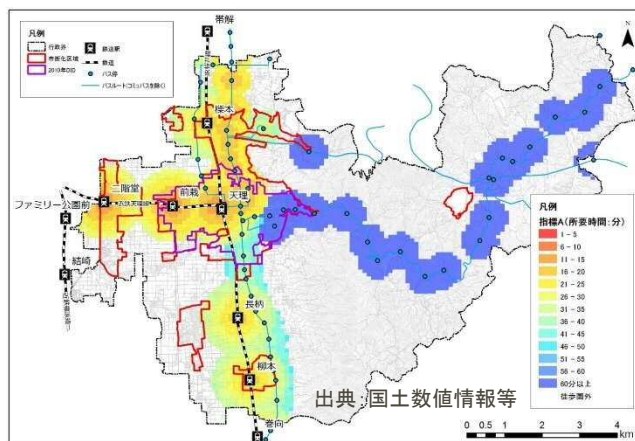 帯解
凡例
行政界
市街化区域
2010年DID
鉄道駅
鉄道
バス停
バスルート(コミュバスを除く)
N
櫟本
二階堂
前栽
天理
ファミリー公園前
結崎
長柄
柳本
巻向
凡例
指標A(所要時間:分)
1 - 5
6 - 10
11 - 15
16 - 20
21 - 25
26 - 30
31 - 35
36 - 40
41 - 45
46 - 50
51 - 55
56 - 60
60分以上
徒歩圏外
出典:国土数値情報等
0 0.5 1 2 3 4
km